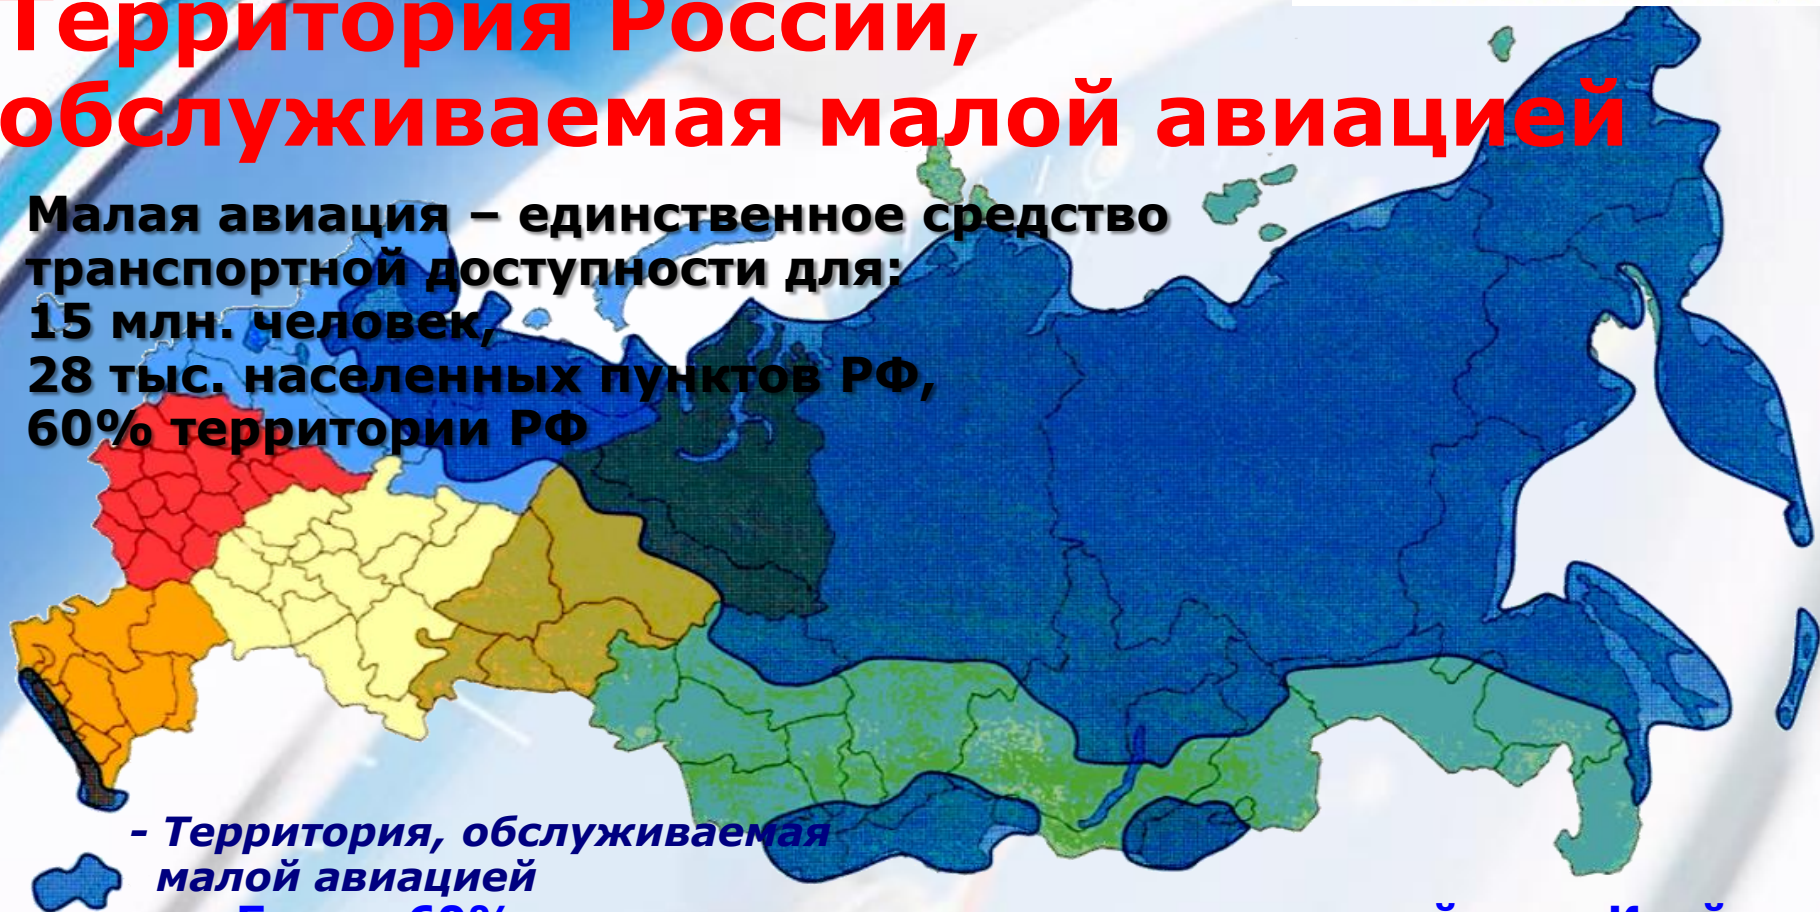 Территория России,
обслуживаемая малой авиацией
Малая авиация – единственное средство
транспортной доступности для:
15 млн. человек,
28 тыс. населенных пунктов РФ,
60% территории РФ
- Территория, обслуживаемая
малой авиацией
60%